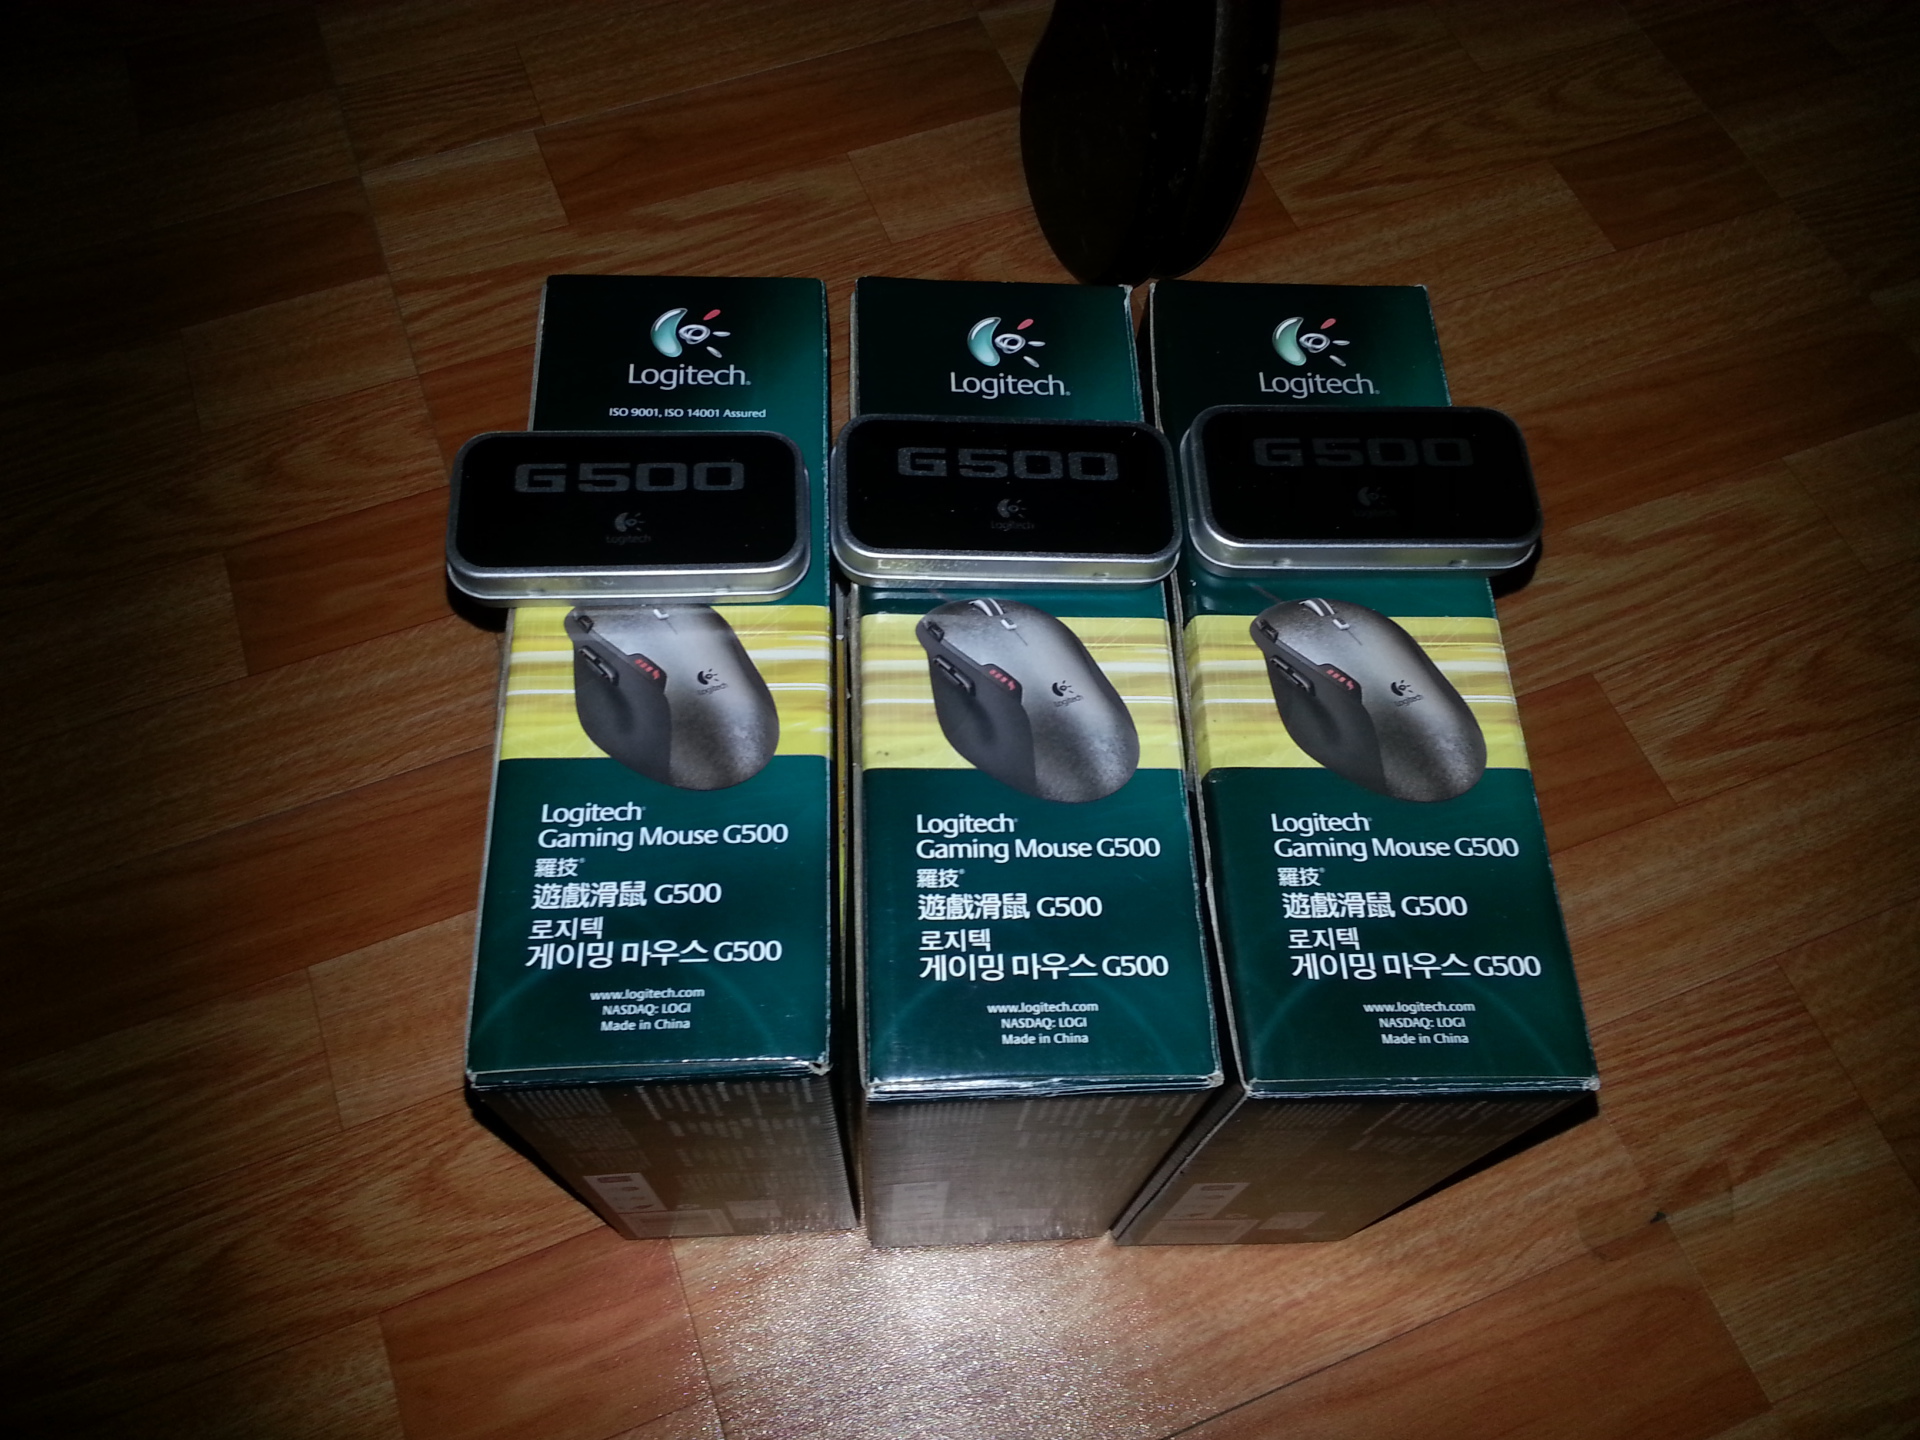 Logitech
ISO 9001, ISO 14001 Assured
G500
Logitech
Logitech
Logitech
Gaming Mouse G500
羅技
遊戲滑鼠 G500
로지텍
게이밍 마우스 G500
www.logitech.com
NASDAQ: LOGI
Made in China
Logitech
G500
Logitech
Logitech
Logitech
Gaming Mouse G500
羅技
遊戲滑鼠 G500
로지텍
게이밍 마우스 G500
www.logitech.com
NASDAQ: LOGI
Made in China
Logitech
G500
Logitech
Logitech
Logitech
Gaming Mouse G500
羅技
遊戲滑鼠 G500
로지텍
게이밍 마우스 G500
www.logitech.com
NASDAQ: LOGI
Made in China